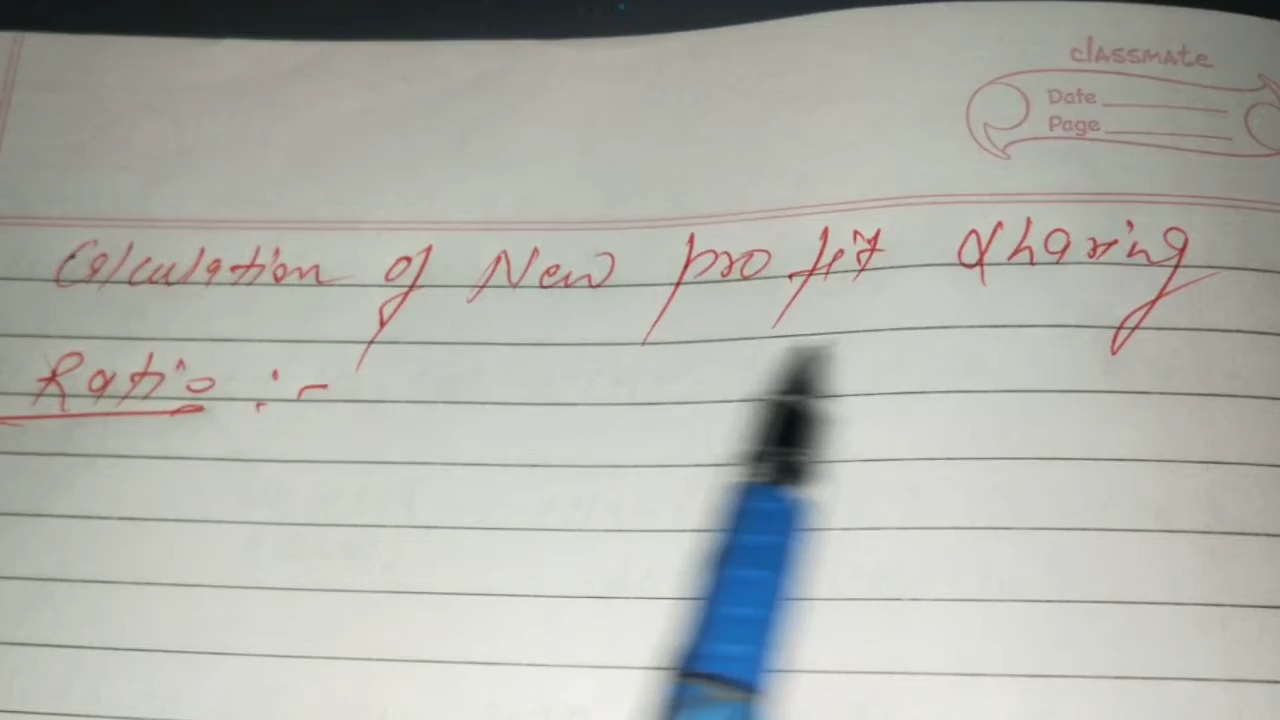 classmate
Date
Page
Calculation of New profit sharing
Ratio :-